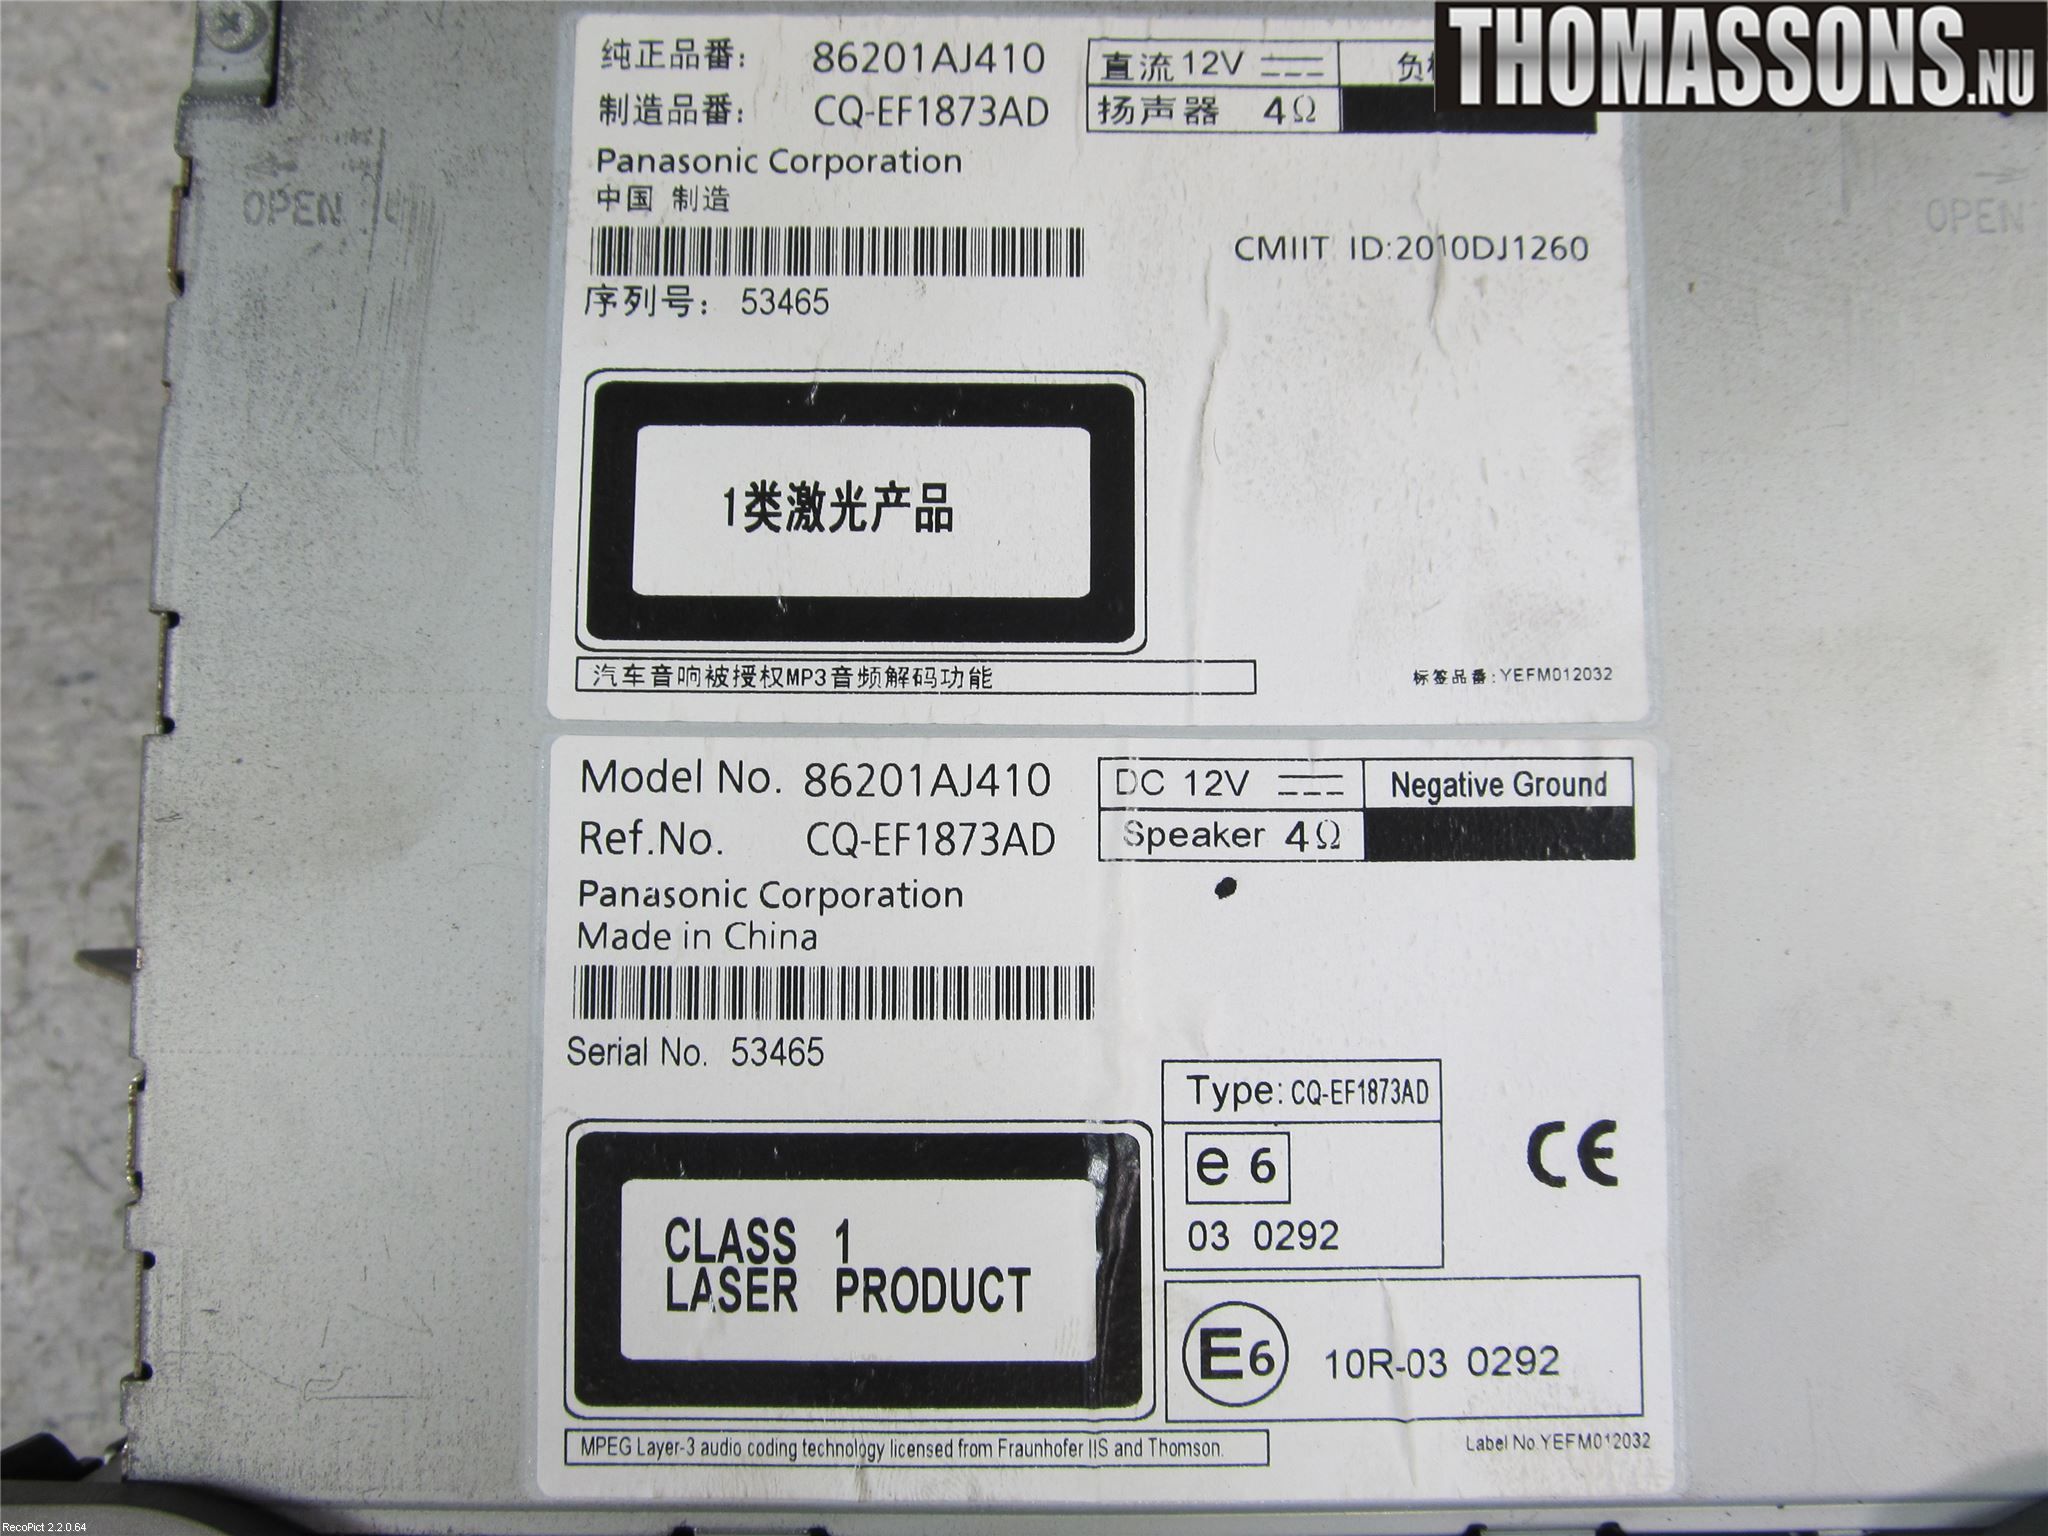 THOMASSONS.NU
纯正品番: 86201AJ410 直流 12V
制造品番: CQ-EF1873AD 扬声器 4Ω
Panasonic Corporation
中国 制造
CMIIT ID:2010DJ1260
序列号: 53465
OPEN
OPEN
1类激光产品
汽车音响被授权MP3音频解码功能
标签品番:YEFM012032
Model No. 86201AJ410 DC 12V Negative Ground
Ref.No. CQ-EF1873AD Speaker 4Ω
Panasonic Corporation
Made in China
Serial No. 53465
Type: CQ-EF1873AD
e 6
03 0292
CE
CLASS 1
LASER PRODUCT
E6 10R-03 0292
MPEG Layer-3 audio coding technology licensed from Fraunhofer IIS and Thomson.
Label No.YEFM012032
RecoPict 2.2.0.64